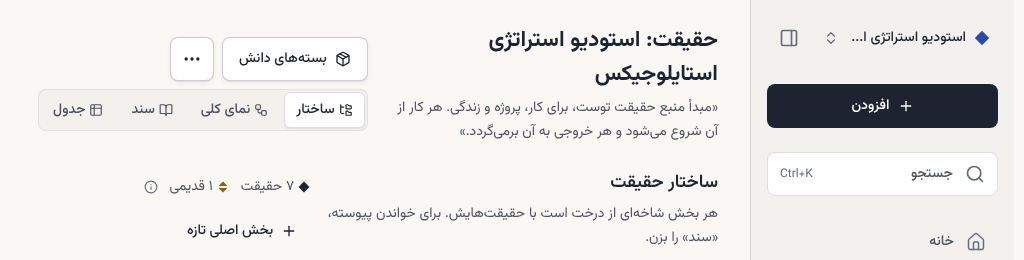 استودیو استراتژی ا...
افزودن
جستجو
Ctrl+K
خانه
حقیقت: استودیو استراتژی
استایلوجیکس
«مبدأ منبع حقیقت توست، برای کار، پروژه و زندگی. هر کار از
آن شروع می‌شود و هر خروجی به آن برمی‌گردد.»
بسته‌های دانش
ساختار
نمای کلی
سند
جدول
ساختار حقیقت
هر بخش شاخه‌ای از درخت است با حقیقت‌هایش. برای خواندن پیوسته،
«سند» را بزن.
۷ حقیقت
۱ قدیمی
بخش اصلی تازه